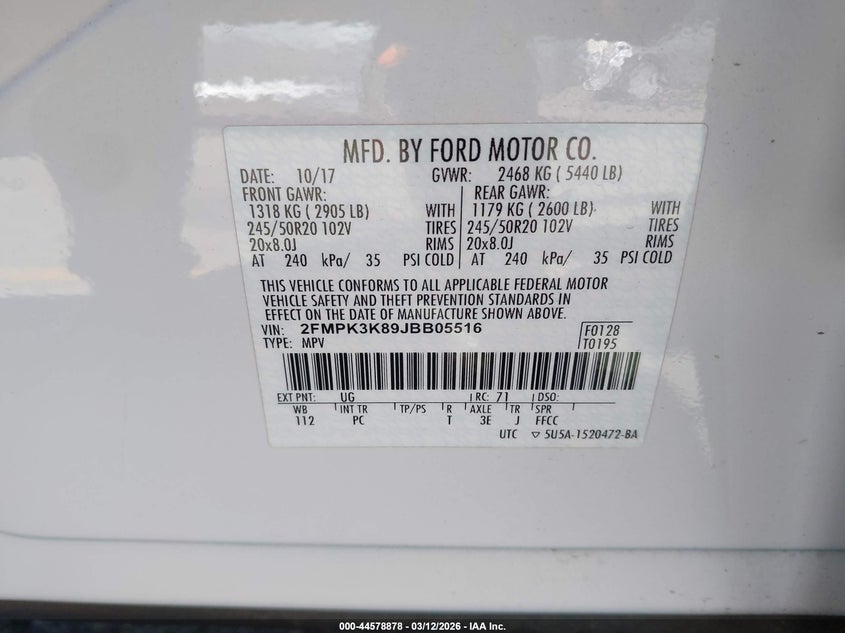 MFD. BY FORD MOTOR CO.
DATE: 10/17 GVWR: 2468 KG ( 5440 LB)
FRONT GAWR: REAR GAWR:
1318 KG ( 2905 LB) WITH 1179 KG ( 2600 LB) WITH
245/50R20 102V TIRES 245/50R20 102V TIRES
20x8.0J RIMS 20x8.0J RIMS
AT 240 kPa/ 35 PSI COLD AT 240 kPa/ 35 PSI COLD
THIS VEHICLE CONFORMS TO ALL APPLICABLE FEDERAL MOTOR
VEHICLE SAFETY AND THEFT PREVENTION STANDARDS IN
EFFECT ON THE DATE OF MANUFACTURE SHOWN ABOVE.
VIN: 2FMPK3K89JBB05516 F0128
TYPE: MPV T0195
EXT PNT: UG RC: 71 DSO:
WB INT TR TP/PS R AXLE TR SPR
112 PC T 3E J FFCC
UTC ▽ 5U5A-1520472-BA
000-44578878 - 03/12/2026 - IAA Inc.